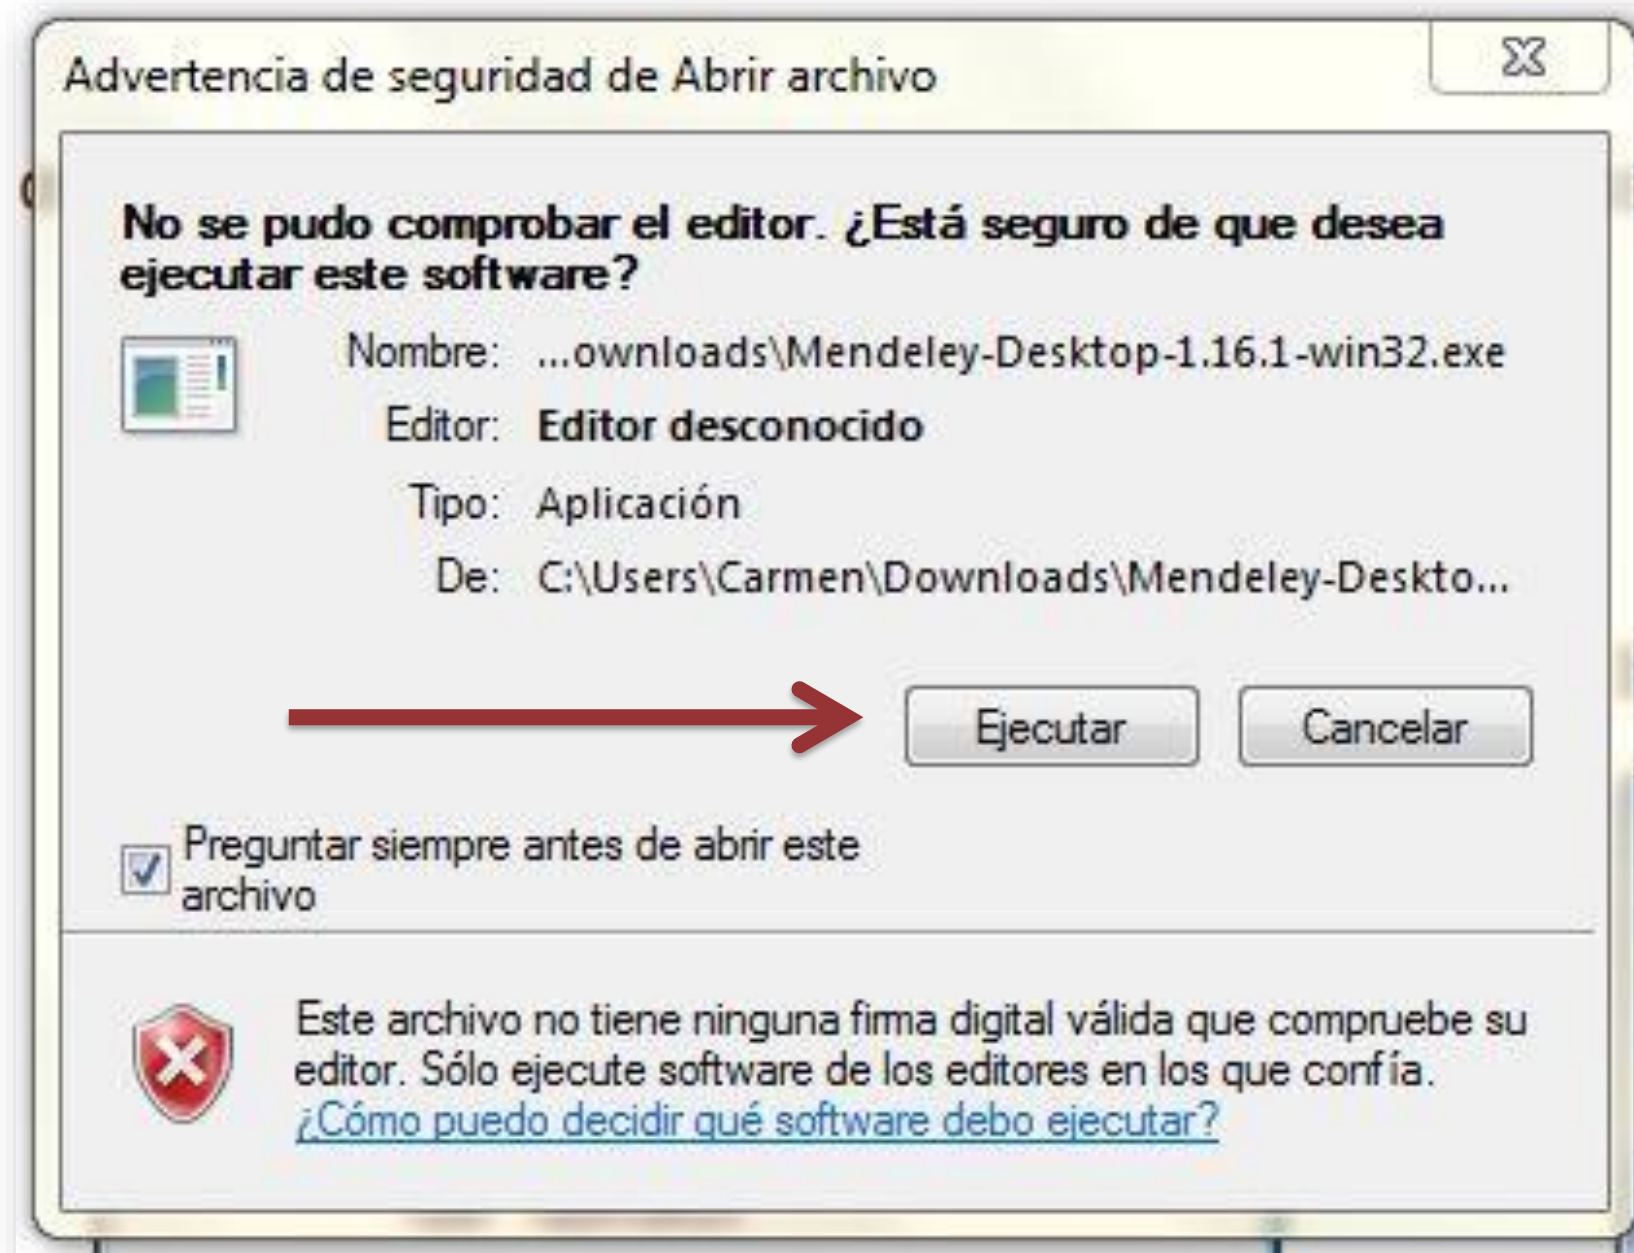 Advertencia de seguridad de Abrir archivo
No se pudo comprobar el editor. ¿Está seguro de que desea
ejecutar este software?
Nombre: ...ownloads\Mendeley-Desktop-1.16.1-win32.exe
Editor: Editor desconocido
Tipo: Aplicación
De: C:\Users\Carmen\Downloads\Mendeley-Deskto...
Ejecutar Cancelar
Preguntar siempre antes de abrir este
archivo
Este archivo no tiene ninguna firma digital válida que compruebe su
editor. Sólo ejecute software de los editores en los que confía.
¿Cómo puedo decidir qué software debo ejecutar?